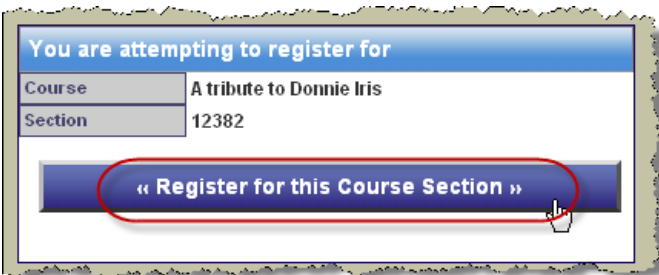 You are attempting to register for
Course A tribute to Donnie Iris
Section 12382
« Register for this Course Section »